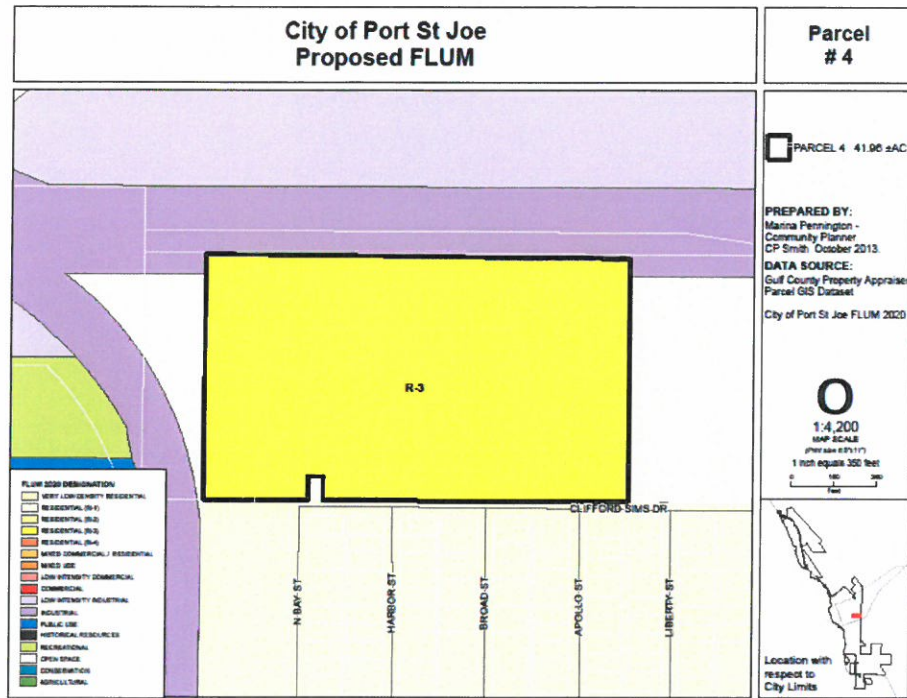 City of Port St Joe
Proposed FLUM
Parcel
# 4
PARCEL 4 41.96 ±AC
PREPARED BY:
Marina Pennington -
Community Planner
CP Smith October 2013.
DATA SOURCE:
Gulf County Property Appraiser
Parcel GIS Dataset
City of Port St Joe FLUM 2020
O
1:4,200
MAP SCALE
1 inch equals 350 feet
Feet
R-3
CLIFFORD SIMS DR
N BAY ST
HARBOR ST
BROAD ST
APOLLO ST
LIBERTY ST
FLUM 2020 DESIGNATION
VERY LOW DENSITY RESIDENTIAL
RESIDENTIAL (R-1)
RESIDENTIAL (R-2)
RESIDENTIAL (R-3)
RESIDENTIAL (R-4)
MIXED COMMERCIAL / RESIDENTIAL
MIXED USE
LOW INTENSITY COMMERCIAL
COMMERCIAL
LOW INTENSITY INDUSTRIAL
INDUSTRIAL
PUBLIC USE
HISTORICAL RESOURCES
RECREATIONAL
OPEN SPACE
CONSERVATION
AGRICULTURAL
Location with
respect to
City Limits